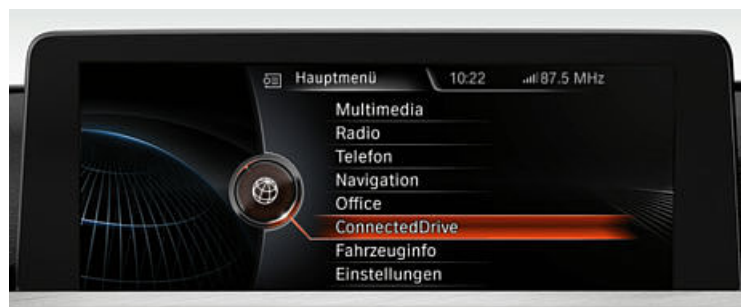 Hauptmenü 10:22 87.5 MHz
Multimedia
Radio
Telefon
Navigation
Office
ConnectedDrive
Fahrzeuginfo
Einstellungen